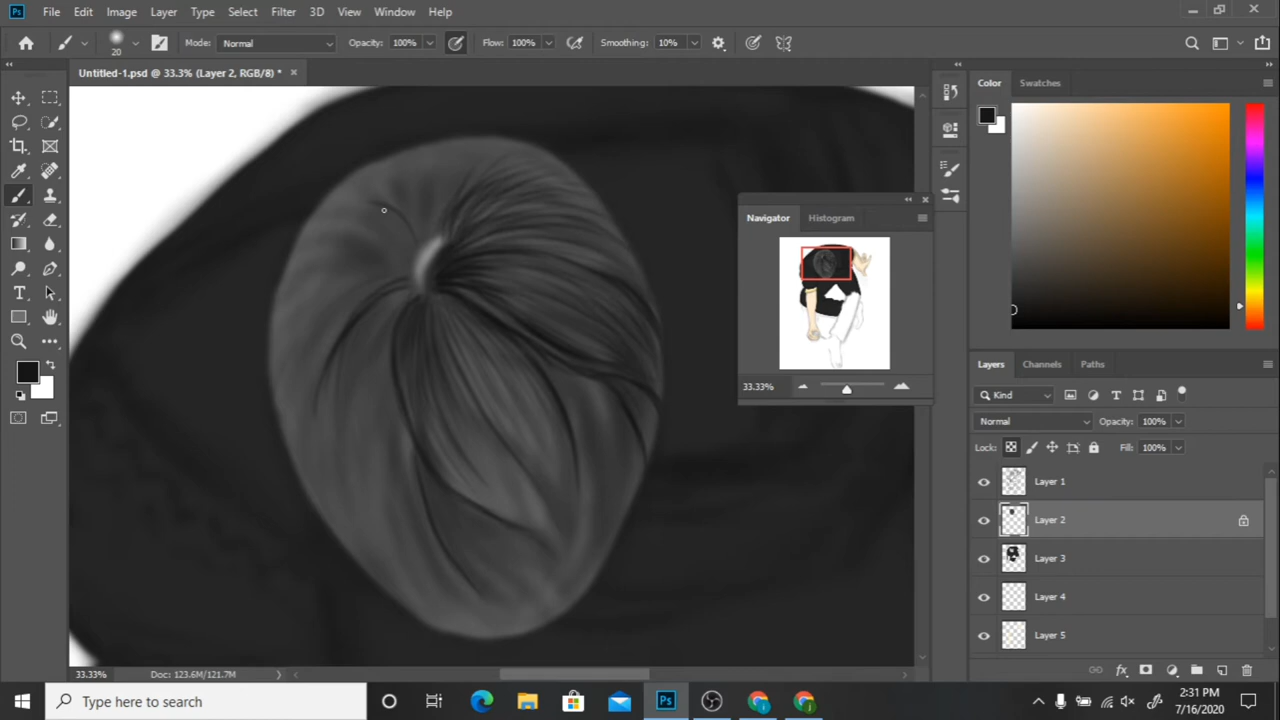 Ps File Edit Image Layer Type Select Filter 3D View Window Help
20 Mode: Normal Opacity: 100% Flow: 100% Smoothing: 10%
Untitled-1.psd @ 33.3% (Layer 2, RGB/8) *
Color Swatches
Navigator Histogram
33.33%
Layers Channels Paths
Kind
Normal Opacity: 100%
Lock: Fill: 100%
Layer 1
Layer 2
Layer 3
Layer 4
Layer 5
33.33% Doc: 123.6M/121.7M
Type here to search
Ps
2:31 PM
7/16/2020